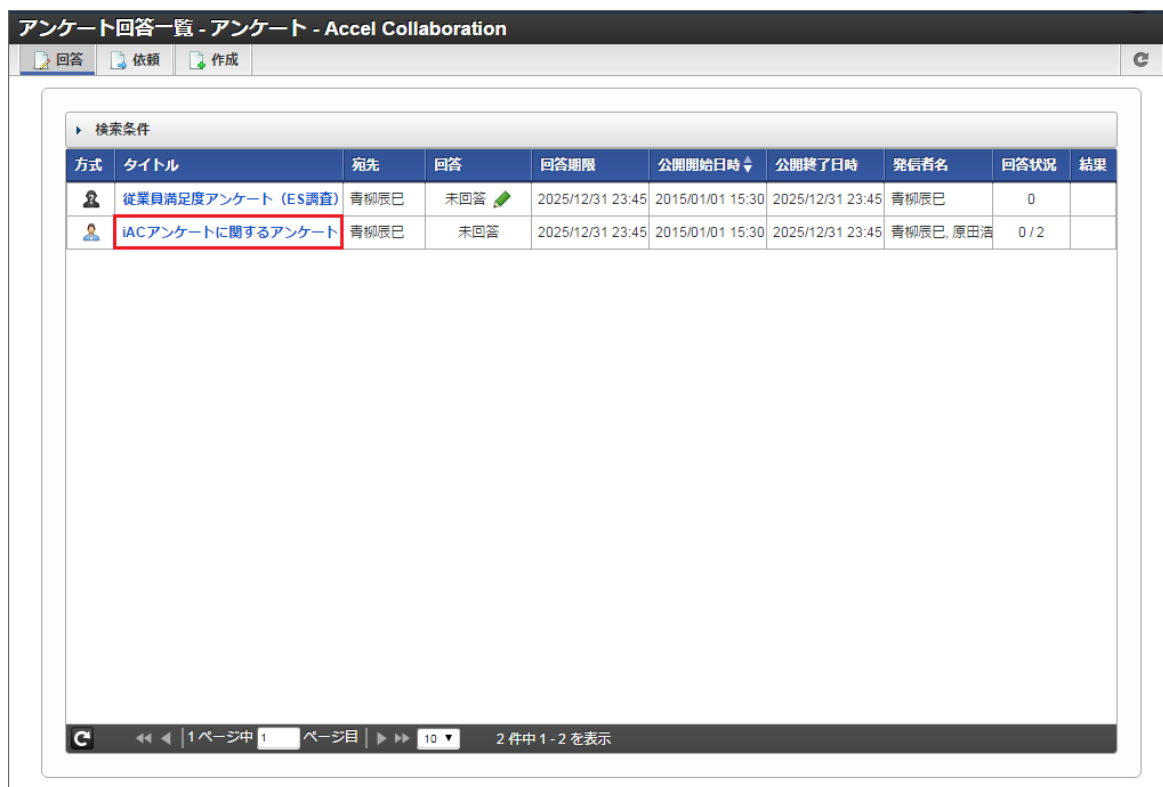 アンケート回答一覧 - アンケート - Accel Collaboration
回答 依頼 作成
検索条件
方式 タイトル 宛先 回答 回答期限 公開開始日時 公開終了日時 発信者名 回答状況 結果
従業員満足度アンケート（ES調査） 青柳辰巳 未回答 2025/12/31 23:45 2015/01/01 15:30 2025/12/31 23:45 青柳辰巳 0
iACアンケートに関するアンケート 青柳辰巳 未回答 2025/12/31 23:45 2015/01/01 15:30 2025/12/31 23:45 青柳辰巳, 原田浩 0 / 2
1 ページ中 1 ページ目 10 2 件中 1 - 2 を表示